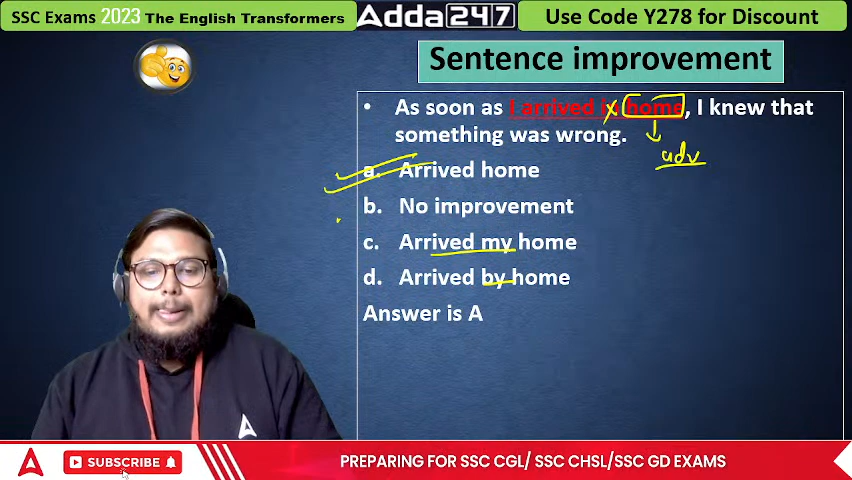 SSC Exams 2023 The English Transformers
Adda247
Use Code Y278 for Discount
Sentence improvement
• As soon as I arrived in home, I knew that
something was wrong.
adv
a. Arrived home
b. No improvement
c. Arrived my home
d. Arrived by home
Answer is A
SUBSCRIBE
PREPARING FOR SSC CGL/ SSC CHSL/SSC GD EXAMS